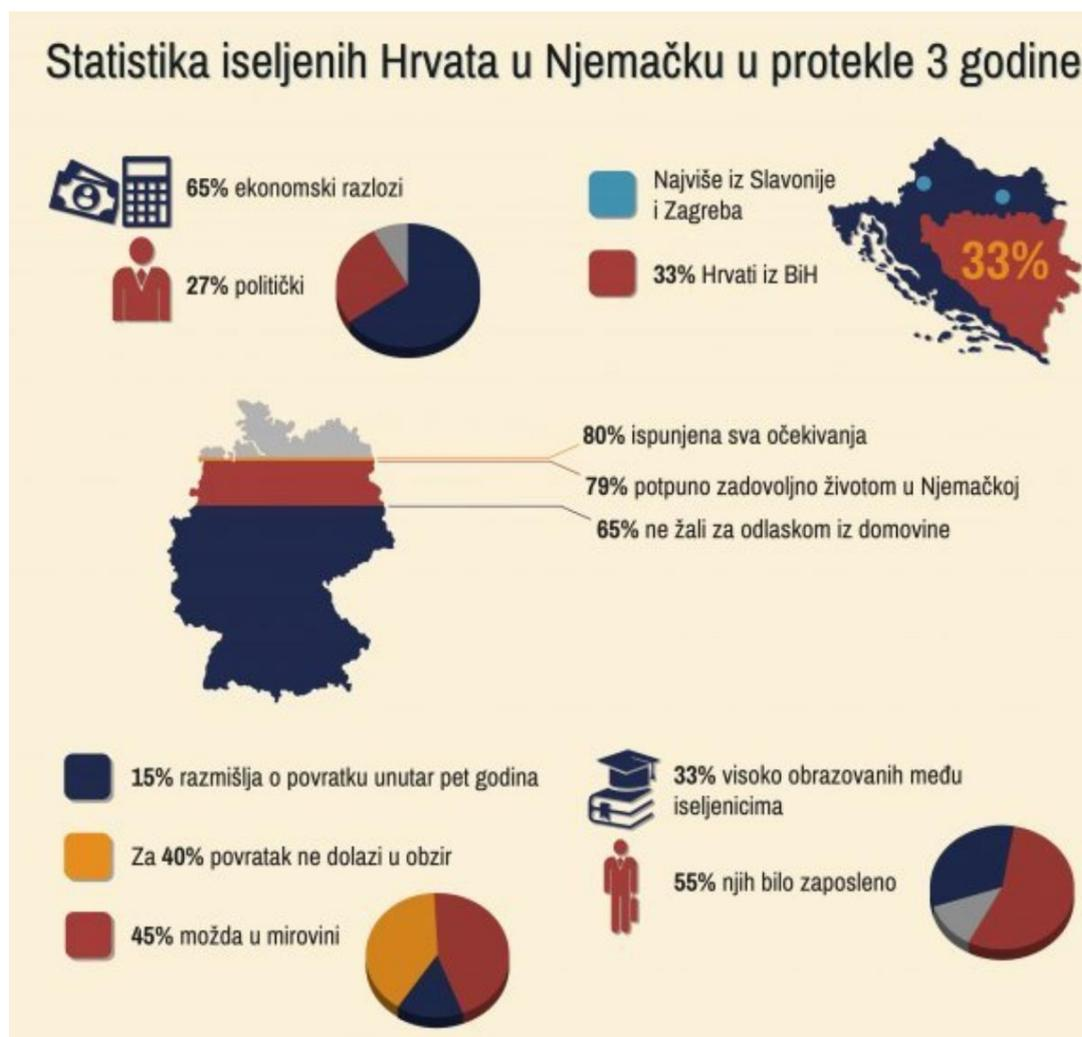 Statistika iseljenih Hrvata u Njemačku u protekle 3 godine
65% ekonomski razlozi
27% politički
Najviše iz Slavonije
i Zagreba
33% Hrvati iz BiH
33%
80% ispunjena sva očekivanja
79% potpuno zadovoljno životom u Njemačkoj
65% ne žali za odlaskom iz domovine
15% razmišlja o povratku unutar pet godina
Za 40% povratak ne dolazi u obzir
45% možda u mirovini
33% visoko obrazovanih među
iseljenicima
55% njih bilo zaposleno